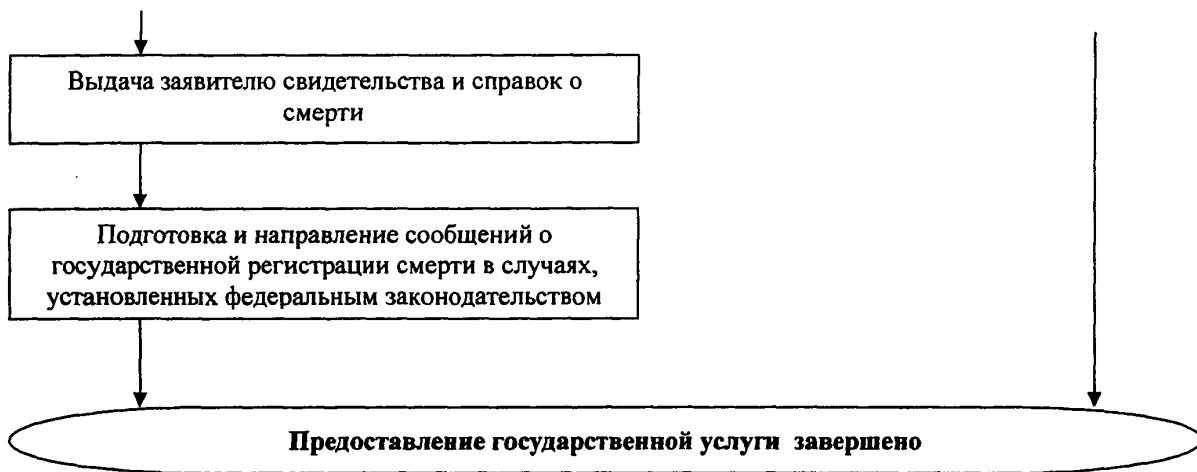 Выдача заявителю свидетельства и справок о
смерти
Подготовка и направление сообщений о
государственной регистрации смерти в случаях,
установленных федеральным законодательством
Предоставление государственной услуги завершено